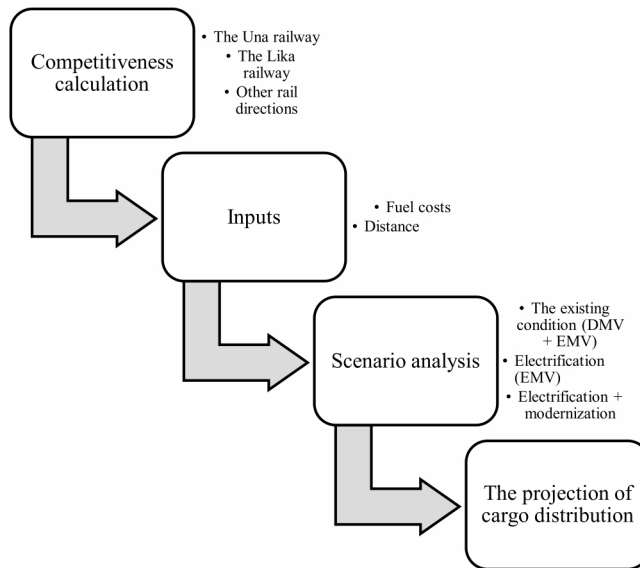 Competitiveness
calculation
• The Una railway
• The Lika
railway
• Other rail
directions
Inputs
• Fuel costs
• Distance
Scenario analysis
• The existing
condition (DMV
+ EMV)
• Electrification
(EMV)
• Electrification +
modernization
The projection of
cargo distribution